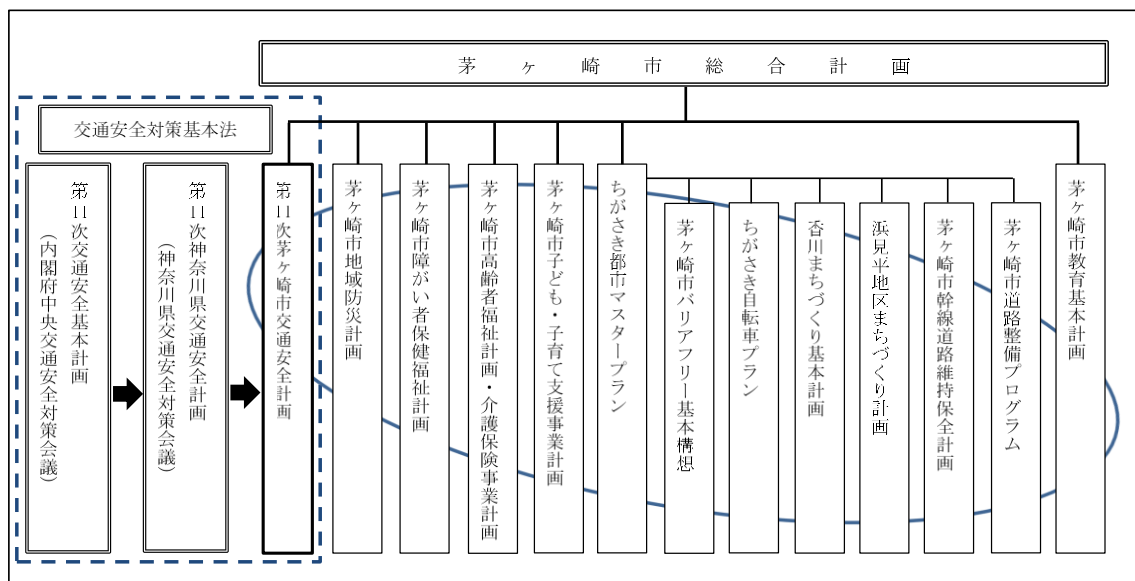 茅ヶ崎市総合計画
交通安全対策基本法
第11次交通安全基本計画
(内閣府中央交通安全対策会議)
第11次神奈川県交通安全計画
(神奈川県交通安全対策会議)
第11次茅ヶ崎市交通安全計画
茅ヶ崎市地域防災計画
茅ヶ崎市障がい者保健福祉計画
茅ヶ崎市高齢者福祉計画・介護保険事業計画
茅ヶ崎市子ども・子育て支援事業計画
ちがさき都市マスタープラン
茅ヶ崎市バリアフリー基本構想
ちがさき自転車プラン
香川まちづくり基本計画
浜見平地区まちづくり計画
茅ヶ崎市幹線道路維持保全計画
茅ヶ崎市道路整備プログラム
茅ヶ崎市教育基本計画